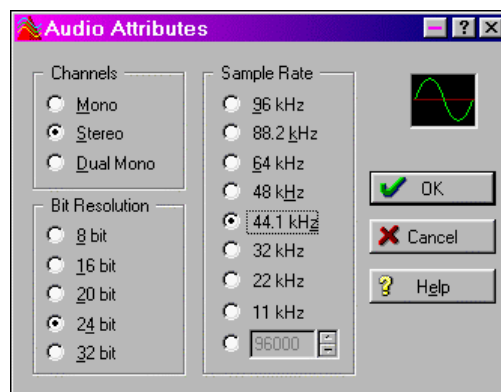 Audio Attributes
Channels
Mono
Stereo
Dual Mono
Bit Resolution
8 bit
16 bit
20 bit
24 bit
32 bit
Sample Rate
96 kHz
88.2 kHz
64 kHz
48 kHz
44.1 kHz
32 kHz
22 kHz
11 kHz
96000
OK
Cancel
Help